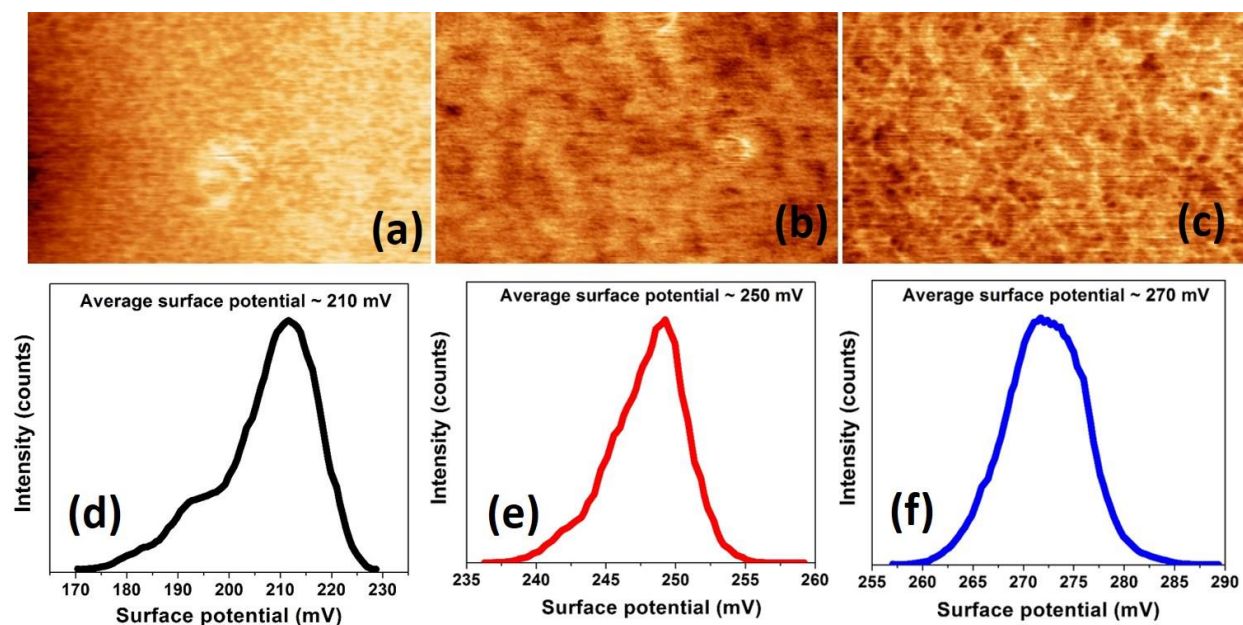 (a)
(b)
(c)
Average surface potential ~ 210 mV
Intensity (counts)
(d)
170 180 190 200 210 220 230
Surface potential (mV)
Average surface potential ~ 250 mV
Intensity (counts)
(e)
235 240 245 250 255 260
Surface potential (mV)
Average surface potential ~ 270 mV
Intensity (counts)
(f)
255 260 265 270 275 280 285 290
Surface potential (mV)